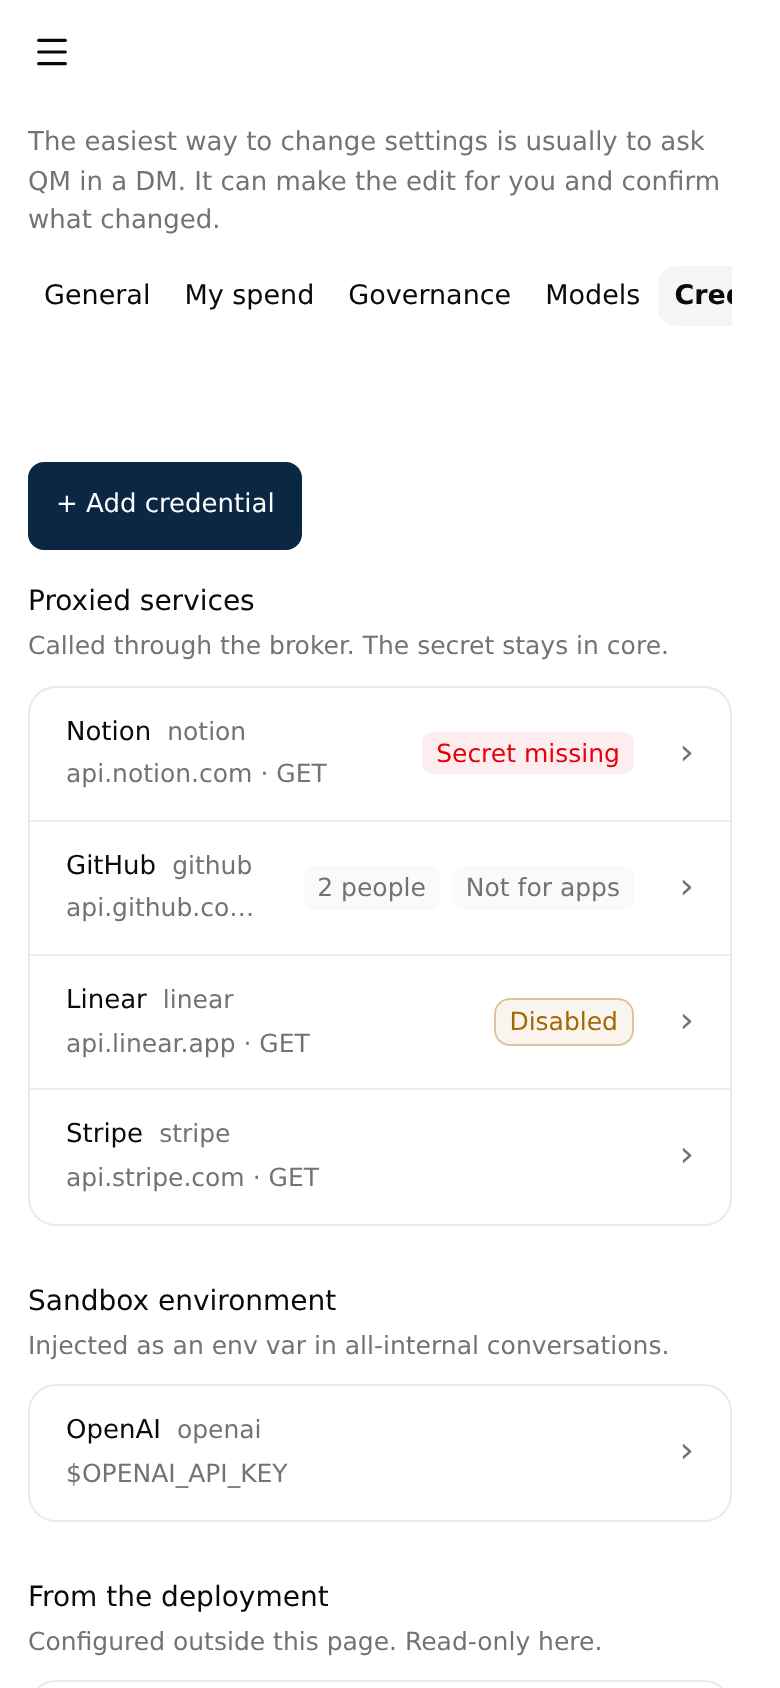 The easiest way to change settings is usually to ask
QM in a DM. It can make the edit for you and confirm
what changed.
General My spend Governance Models Cre
+ Add credential
Proxied services
Called through the broker. The secret stays in core.
Notion notion
api.notion.com · GET
Secret missing
GitHub github
api.github.co…
2 people Not for apps
Linear linear
api.linear.app · GET
Disabled
Stripe stripe
api.stripe.com · GET
Sandbox environment
Injected as an env var in all-internal conversations.
OpenAI openai
$OPENAI_API_KEY
From the deployment
Configured outside this page. Read-only here.